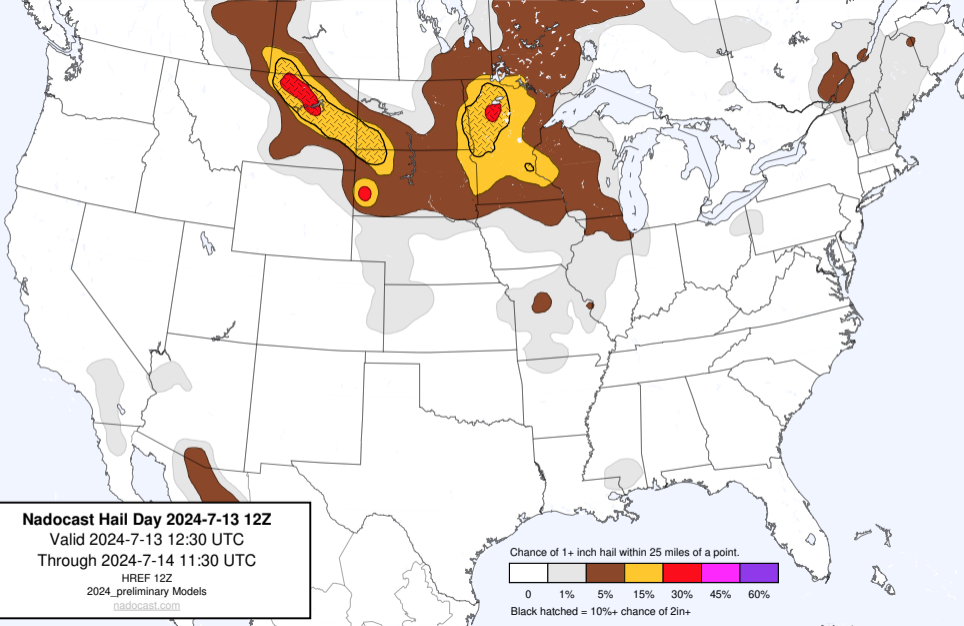 Nadocast Hail Day 2024-7-13 12Z
Valid 2024-7-13 12:30 UTC
Through 2024-7-14 11:30 UTC
HREF 12Z
2024_preliminary Models
nadocast.com
Chance of 1+ inch hail within 25 miles of a point.
0 1% 5% 15% 30% 45% 60%
Black hatched = 10%+ chance of 2in+